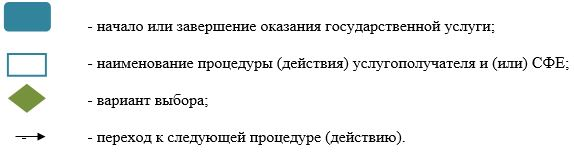 - начало или завершение оказания государственной услуги;
- наименование процедуры (действия) услугополучателя и (или) СФЕ;
- вариант выбора;
- переход к следующей процедуре (действию).